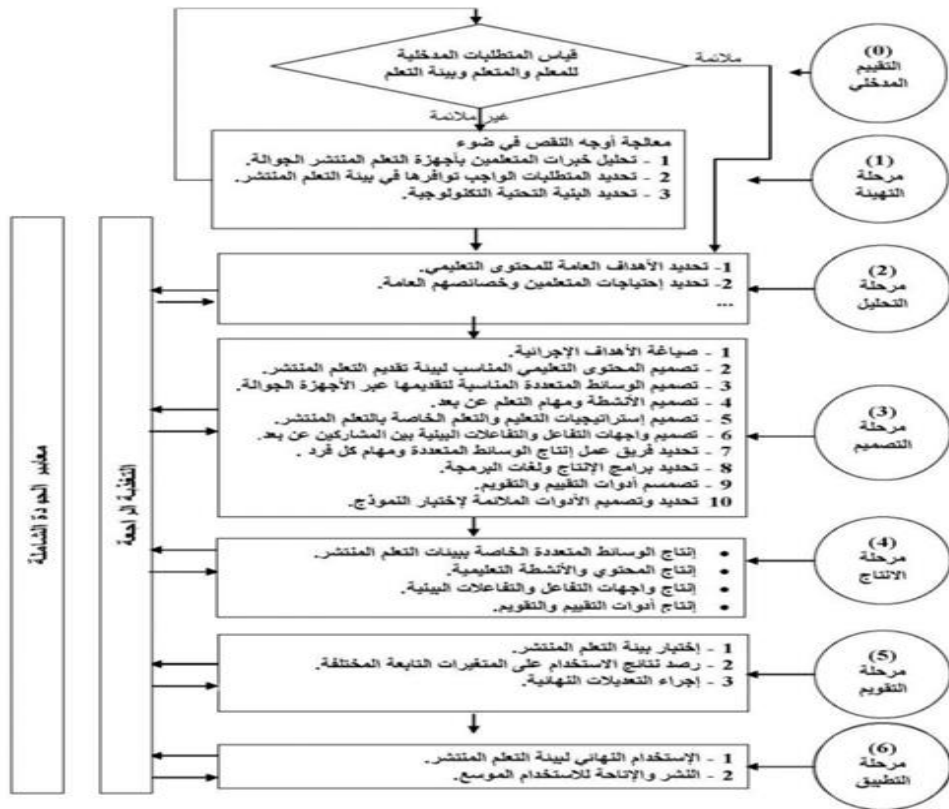 قياس المتطلبات المدخلية
للمعلم والمتعلم وبيئة التعلم
ملائمة
غير ملائمة
(0)
التقييم
المدخلي
معالجة أوجه النقص في ضوء
1 - تحليل خبرات المتعلمين بأجهزة التعلم المنتشر الجوالة.
2 - تحديد المتطلبات الواجب توافرها في بيئة التعلم المنتشر.
3 - تحديد البنية التحتية التكنولوجية.
(1)
مرحلة
التهيئة
1- تحديد الأهداف العامة للمحتوى التعليمي.
2- تحديد إحتياجات المتعلمين وخصائصهم العامة.
...
(2)
مرحلة
التحليل
1 - صياغة الأهداف الإجرائية.
2 - تصميم المحتوى التعليمي المناسب لبيئة تقديم التعلم المنتشر.
3 - تصميم الوسائط المتعددة المناسبة لتقديمها عبر الأجهزة الجوالة.
4 - تصميم الأنشطة ومهام التعلم عن بعد.
5 - تصميم إستراتيجيات التعليم والتعلم الخاصة بالتعلم المنتشر.
6 - تصميم واجهات التفاعل والتفاعلات البينية بين المشاركين عن بعد.
7 - تحديد فريق عمل إنتاج الوسائط المتعددة ومهام كل فرد .
8 - تحديد برامج الإنتاج ولغات البرمجة.
9 - تصمسم أدوات التقييم والتقويم.
10 تحديد وتصميم الأدوات الملائمة لإختبار النموذج.
(3)
مرحلة
التصميم
• إنتاج الوسائط المتعددة الخاصة ببيئات التعلم المنتشر.
• إنتاج المحتوي والأنشطة التعليمية.
• إنتاج واجهات التفاعل والتفاعلات البينية.
• إنتاج أدوات التقييم والتقويم.
(4)
مرحلة
الانتاج
1 - إختبار بيئة التعلم المنتشر.
2 - رصد نتائج الاستخدام على المتغيرات التابعة المختلفة.
3 - إجراء التعديلات النهائية.
(5)
مرحلة
التقويم
1 - الإستخدام النهائي لبيئة التعلم المنتشر.
2 - النشر والإتاحة للاستخدام الموسع.
(6)
مرحلة
التطبيق
التغذية الراجعة
معايير الجودة الشاملة